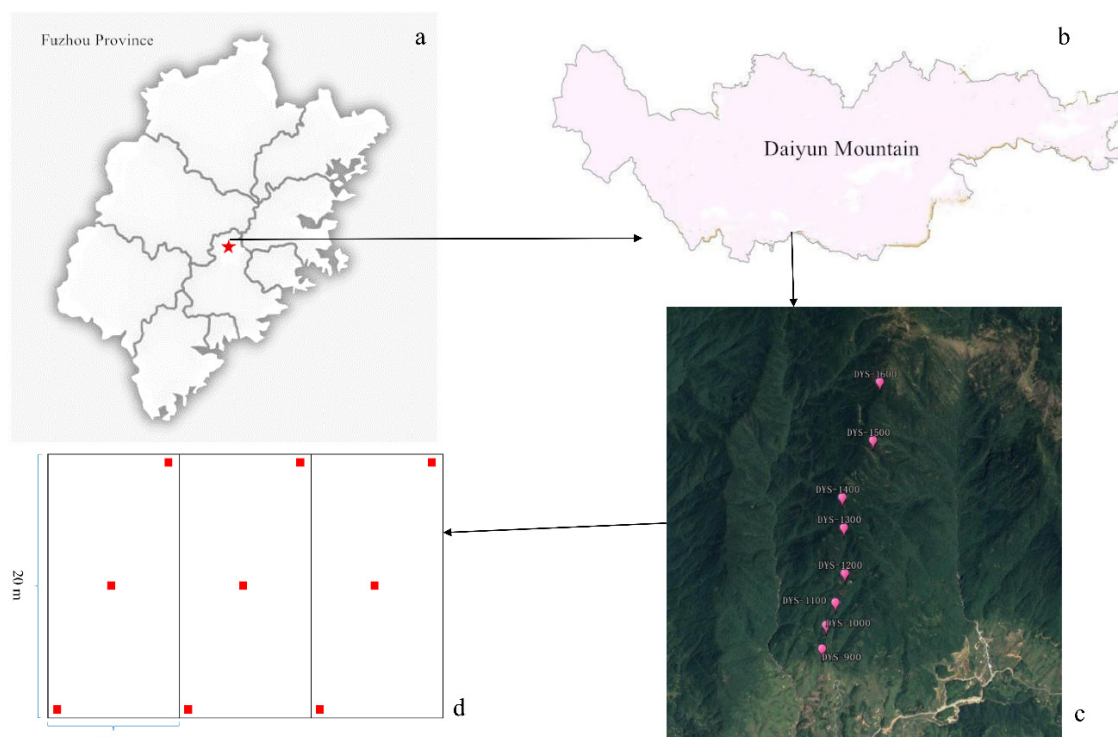 Fuzhou Province
a
b
Daiyun Mountain
DYS-1600
DYS-1500
DYS-1400
DYS-1300
DYS-1200
DYS-1100
DYS-1000
DYS-900
c
20 m
d